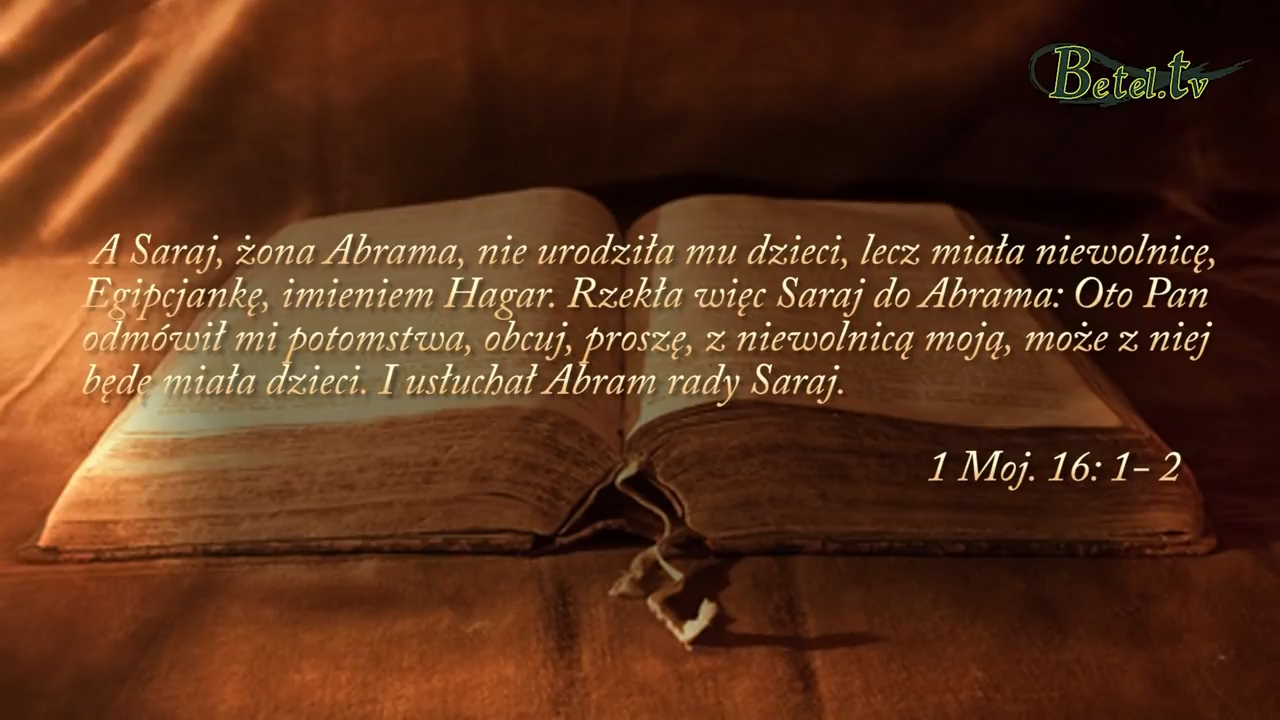 Betel.tv
A Saraj, żona Abrama, nie urodziła mu dzieci, lecz miała niewolnicę,
Egipcjankę, imieniem Hagar. Rzekła więc Saraj do Abrama: Oto Pan
odmówił mi potomstwa, obcuj, proszę, z niewolnicą moją, może z niej
będę miała dzieci. I usłuchał Abram rady Saraj.
1 Moj. 16: 1- 2